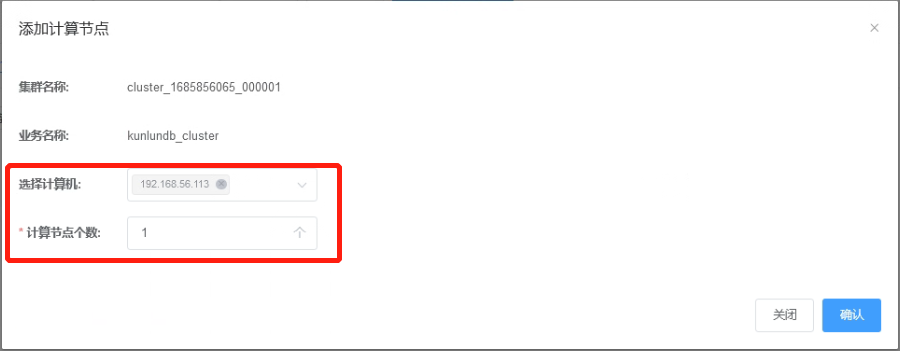 添加计算节点
集群名称: cluster_1685856065_000001
业务名称: kunlundb_cluster
选择计算机: 192.168.56.113
* 计算节点个数: 1 个
关闭 确认